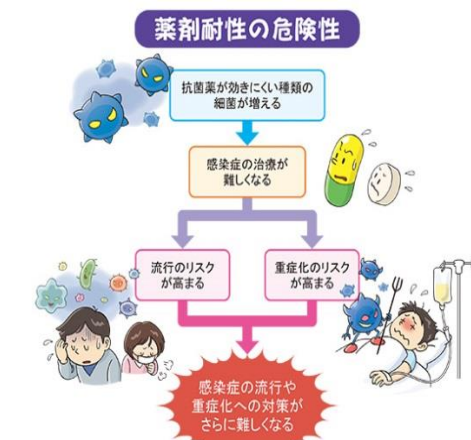 薬剤耐性の危険性
抗菌薬が効きにくい種類の
細菌が増える
感染症の治療が
難しくなる
流行のリスク
が高まる
重症化のリスク
が高まる
感染症の流行や
重症化への対策が
さらに難しくなる